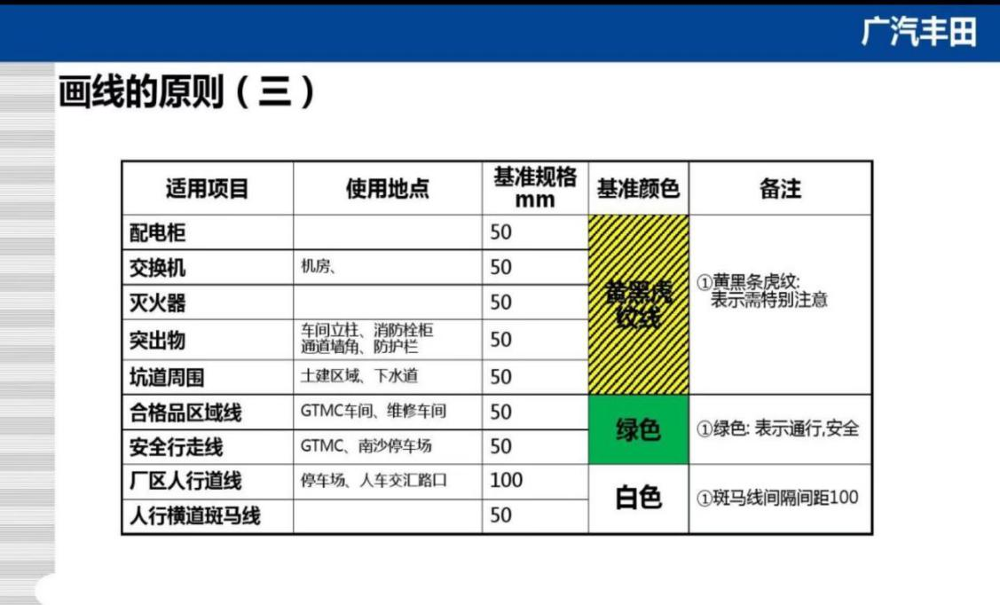 广汽丰田
画线的原则（三）
适用项目 使用地点 基准规格 mm 基准颜色 备注
配电柜 50
交换机 机房、 50
灭火器 50
突出物 车间立柱、消防栓柜 50
通道墙角、防护栏
坑道周围 土建区域、下水道 50
黄黑虎
纹线
①黄黑条虎纹:
表示需特别注意
合格品区域线 GTMC车间、维修车间 50
安全行走线 GTMC、南沙停车场 50
绿色 ①绿色: 表示通行,安全
厂区人行道线 停车场、人车交汇路口 100
人行横道斑马线 50
白色 ①斑马线间隔间距100